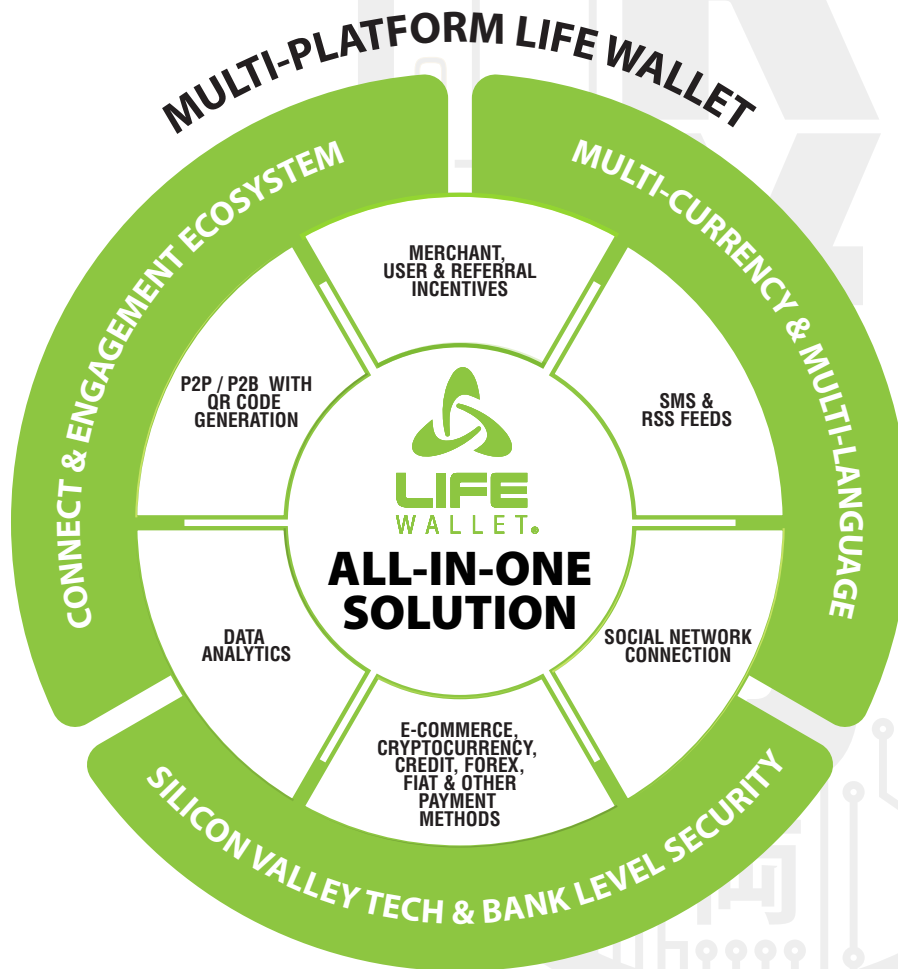 MULTI-PLATFORM LIFE WALLET
CONNECT & ENGAGEMENT ECOSYSTEM
MULTI-CURRENCY & MULTI-LANGUAGE
MERCHANT,
USER & REFERRAL
INCENTIVES
P2P / P2B WITH
QR CODE
GENERATION
SMS &
RSS FEEDS
LIFE
WALLET.
ALL-IN-ONE
SOLUTION
DATA
ANALYTICS
SOCIAL NETWORK
CONNECTION
E-COMMERCE,
CRYPTOCURRENCY,
CREDIT, FOREX,
FIAT & OTHER
PAYMENT
METHODS
SILICON VALLEY TECH & BANK LEVEL SECURITY